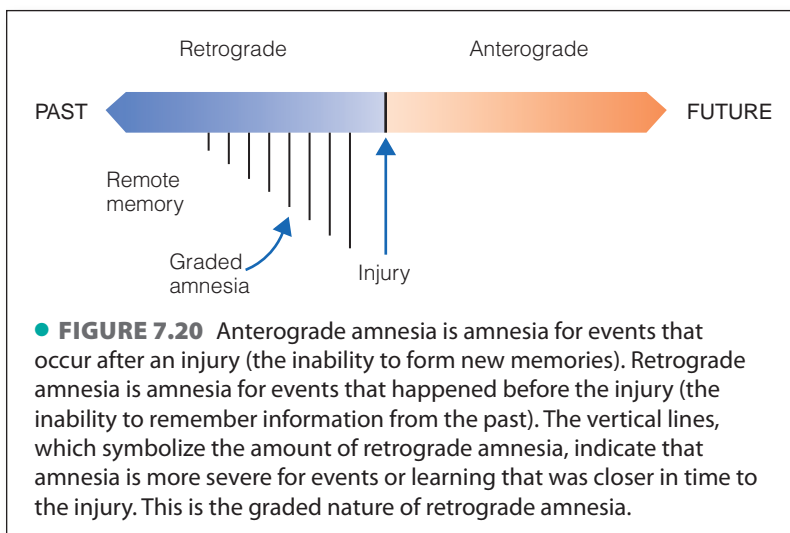 Retrograde
Anterograde
PAST
FUTURE
Remote
memory
Graded
amnesia
Injury
● FIGURE 7.20 Anterograde amnesia is amnesia for events that
occur after an injury (the inability to form new memories). Retrograde
amnesia is amnesia for events that happened before the injury (the
inability to remember information from the past). The vertical lines,
which symbolize the amount of retrograde amnesia, indicate that
amnesia is more severe for events or learning that was closer in time to
the injury. This is the graded nature of retrograde amnesia.